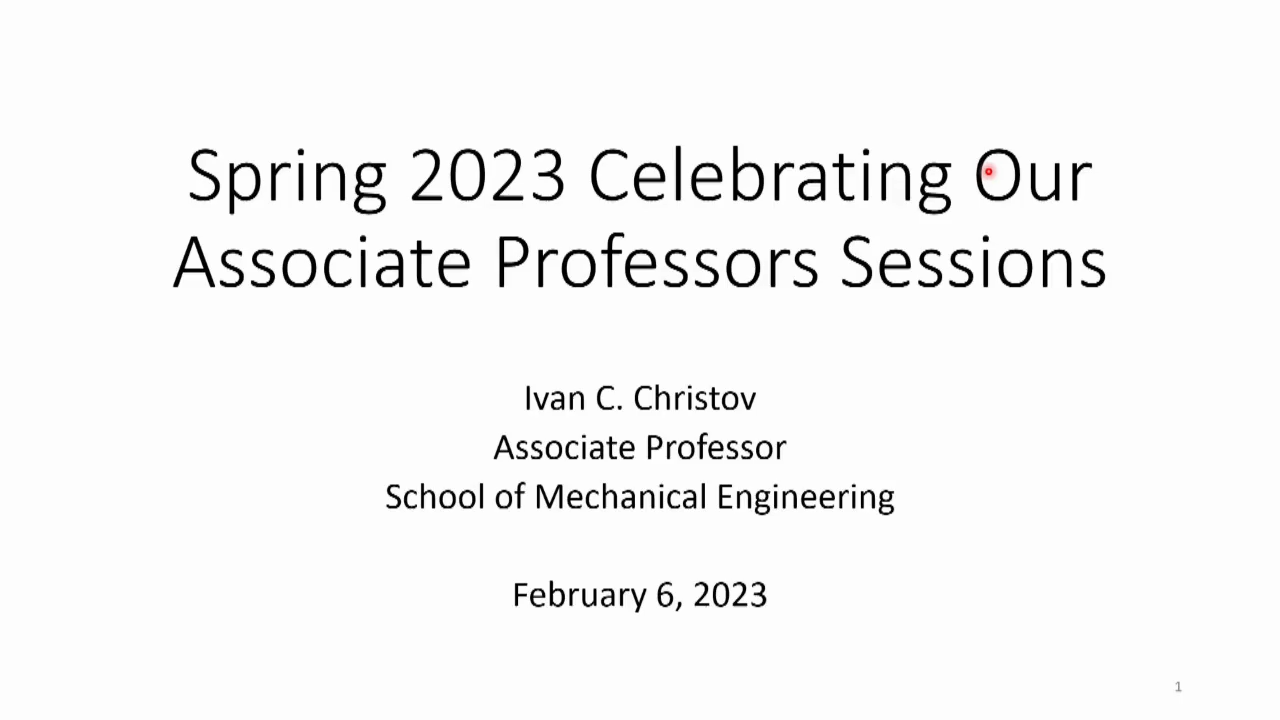 Spring 2023 Celebrating Our
Associate Professors Sessions
Ivan C. Christov
Associate Professor
School of Mechanical Engineering
February 6, 2023
1